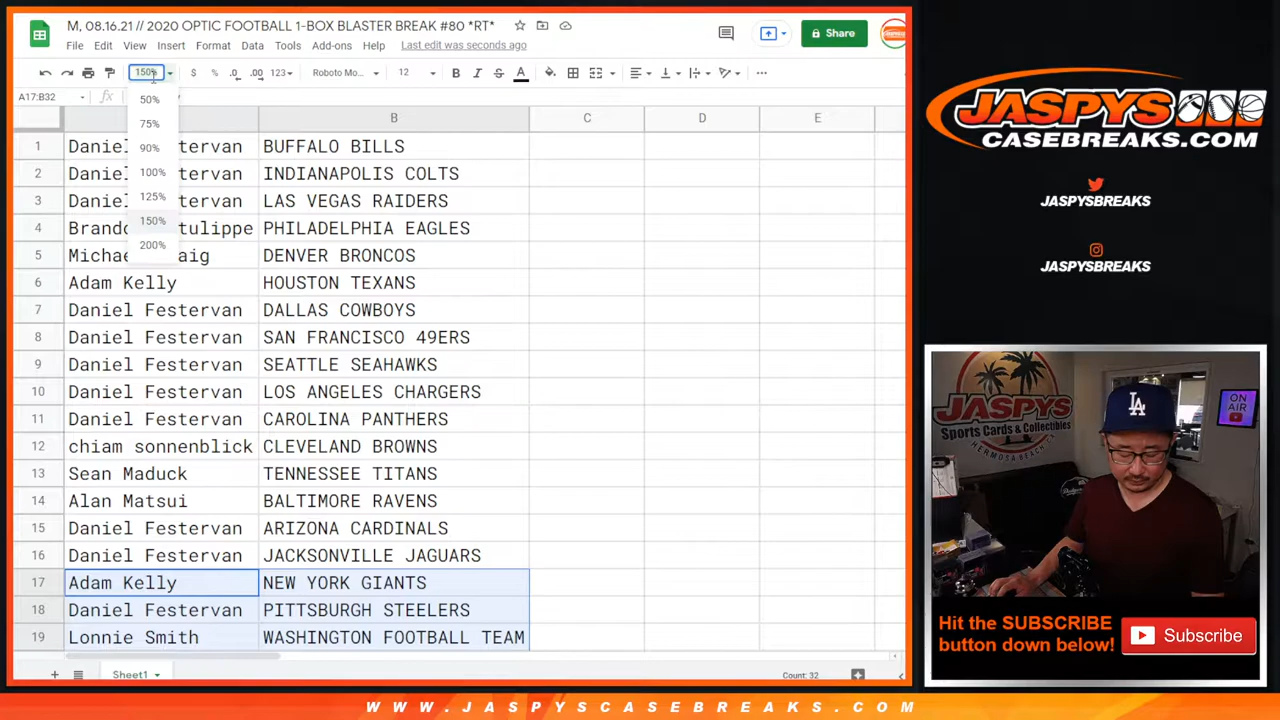 M, 08.16.21 // 2020 OPTIC FOOTBALL 1-BOX BLASTER BREAK #80 *RT*
File Edit View Insert Format Data Tools Add-ons Help Last edit was seconds ago
Share
150% $ % .0 .00 123 Roboto Mo... 12 B I S A
A17:B32 fx
50%
75%
90%
100%
125%
150%
200%
B C D E
1 Daniel Festervan BUFFALO BILLS
2 Daniel Festervan INDIANAPOLIS COLTS
3 Daniel Festervan LAS VEGAS RAIDERS
4 Brando tulippe PHILADELPHIA EAGLES
5 Michae aig DENVER BRONCOS
6 Adam Kelly HOUSTON TEXANS
7 Daniel Festervan DALLAS COWBOYS
8 Daniel Festervan SAN FRANCISCO 49ERS
9 Daniel Festervan SEATTLE SEAHAWKS
10 Daniel Festervan LOS ANGELES CHARGERS
11 Daniel Festervan CAROLINA PANTHERS
12 chiam sonnenblick CLEVELAND BROWNS
13 Sean Maduck TENNESSEE TITANS
14 Alan Matsui BALTIMORE RAVENS
15 Daniel Festervan ARIZONA CARDINALS
16 Daniel Festervan JACKSONVILLE JAGUARS
17 Adam Kelly NEW YORK GIANTS
18 Daniel Festervan PITTSBURGH STEELERS
19 Lonnie Smith WASHINGTON FOOTBALL TEAM
Sheet1
Count: 32
JASPYS
CASEBREAKS.COM
JASPYSBREAKS
JASPYSBREAKS
JASPYS
Sports Cards & Collectibles
HERMOSA BEACH, CA
ON AIR
LA
Hit the SUBSCRIBE
button down below!
Subscribe
WWW.JASPYSCASEBREAKS.COM